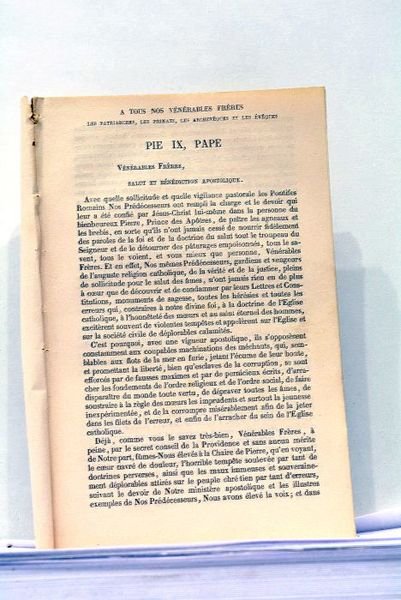 A TOUS NOS VÉNÉRABLES FRÈRES
LES PATRIARCHES, LES PRIMATS, LES ARCHEVÊQUES ET LES ÉVÊQUES
PIE IX, PAPE
VÉNÉRABLES FRÈRES,
SALUT ET BÉNÉDICTION APOSTOLIQUE.
Avec quelle sollicitude et quelle vigilance pastorale les Pontifes
Romains Nos Prédécesseurs ont rempli la charge et le devoir qui
leur a été confié par Jésus-Christ lui-même dans la personne du
bienheureux Pierre, Prince des Apôtres, de paître les agneaux et
les brebis, en sorte qu'ils n'ont jamais cessé de nourrir fidèlement
des paroles de la foi et de la doctrine du salut tout le troupeau du
Seigneur et de le détourner des pâturages empoisonnés, tous le sa-
vent, tous le voient, et vous mieux que personne, Vénérables
Frères. Et en effet, Nos mêmes Prédécesseurs, gardiens et vengeurs
de l'auguste religion catholique, de la vérité et de la justice, pleins
de sollicitude pour le salut des âmes, n'ont jamais rien eu de plus
à cœur que de découvrir et de condamner par leurs Lettres et Cons-
titutions, monuments de sagesse, toutes les hérésies et toutes les
erreurs qui, contraires à notre divine foi, à la doctrine de l'Église
catholique, à l'honnêteté des mœurs et au salut éternel des hommes,
excitèrent souvent de violentes tempêtes et appelèrent sur l'Église et
sur la société civile de déplorables calamités.
C'est pourquoi, avec une vigueur apostolique, ils s'opposèrent
constamment aux coupables machinations des méchants, qui, sem-
blables aux flots de la mer en furie, jetant l'écume de leur honte,
et promettant la liberté, bien qu'esclaves de la corruption, se sont
efforcés par de fausses maximes et par de pernicieux écrits, d'arra-
cher les fondements de l'ordre religieux et de l'ordre social, de faire
disparaître du monde toute vertu, de dépraver toutes les âmes, de
soustraire à la règle des mœurs les imprudents et surtout la jeunesse
inexpérimentée, et de la corrompre misérablement afin de la jeter
dans les filets de l'erreur, et enfin de l'arracher du sein de l'Église
catholique.
Déjà, comme vous le savez très-bien, Vénérables Frères, à
peine, par le secret conseil de la Providence et sans aucun mérite
de Notre part, fûmes-Nous élevés à la Chaire de Pierre, qu'en voyant,
le cœur navré de douleur, l'horrible tempête soulevée par tant de
doctrines perverses, ainsi que les maux immenses et souveraine-
ment déplorables attirés sur le peuple chrétien par tant d'erreurs,
suivant le devoir de Notre ministère apostolique et les illustres
exemples de Nos Prédécesseurs, Nous avons élevé la voix; et dans